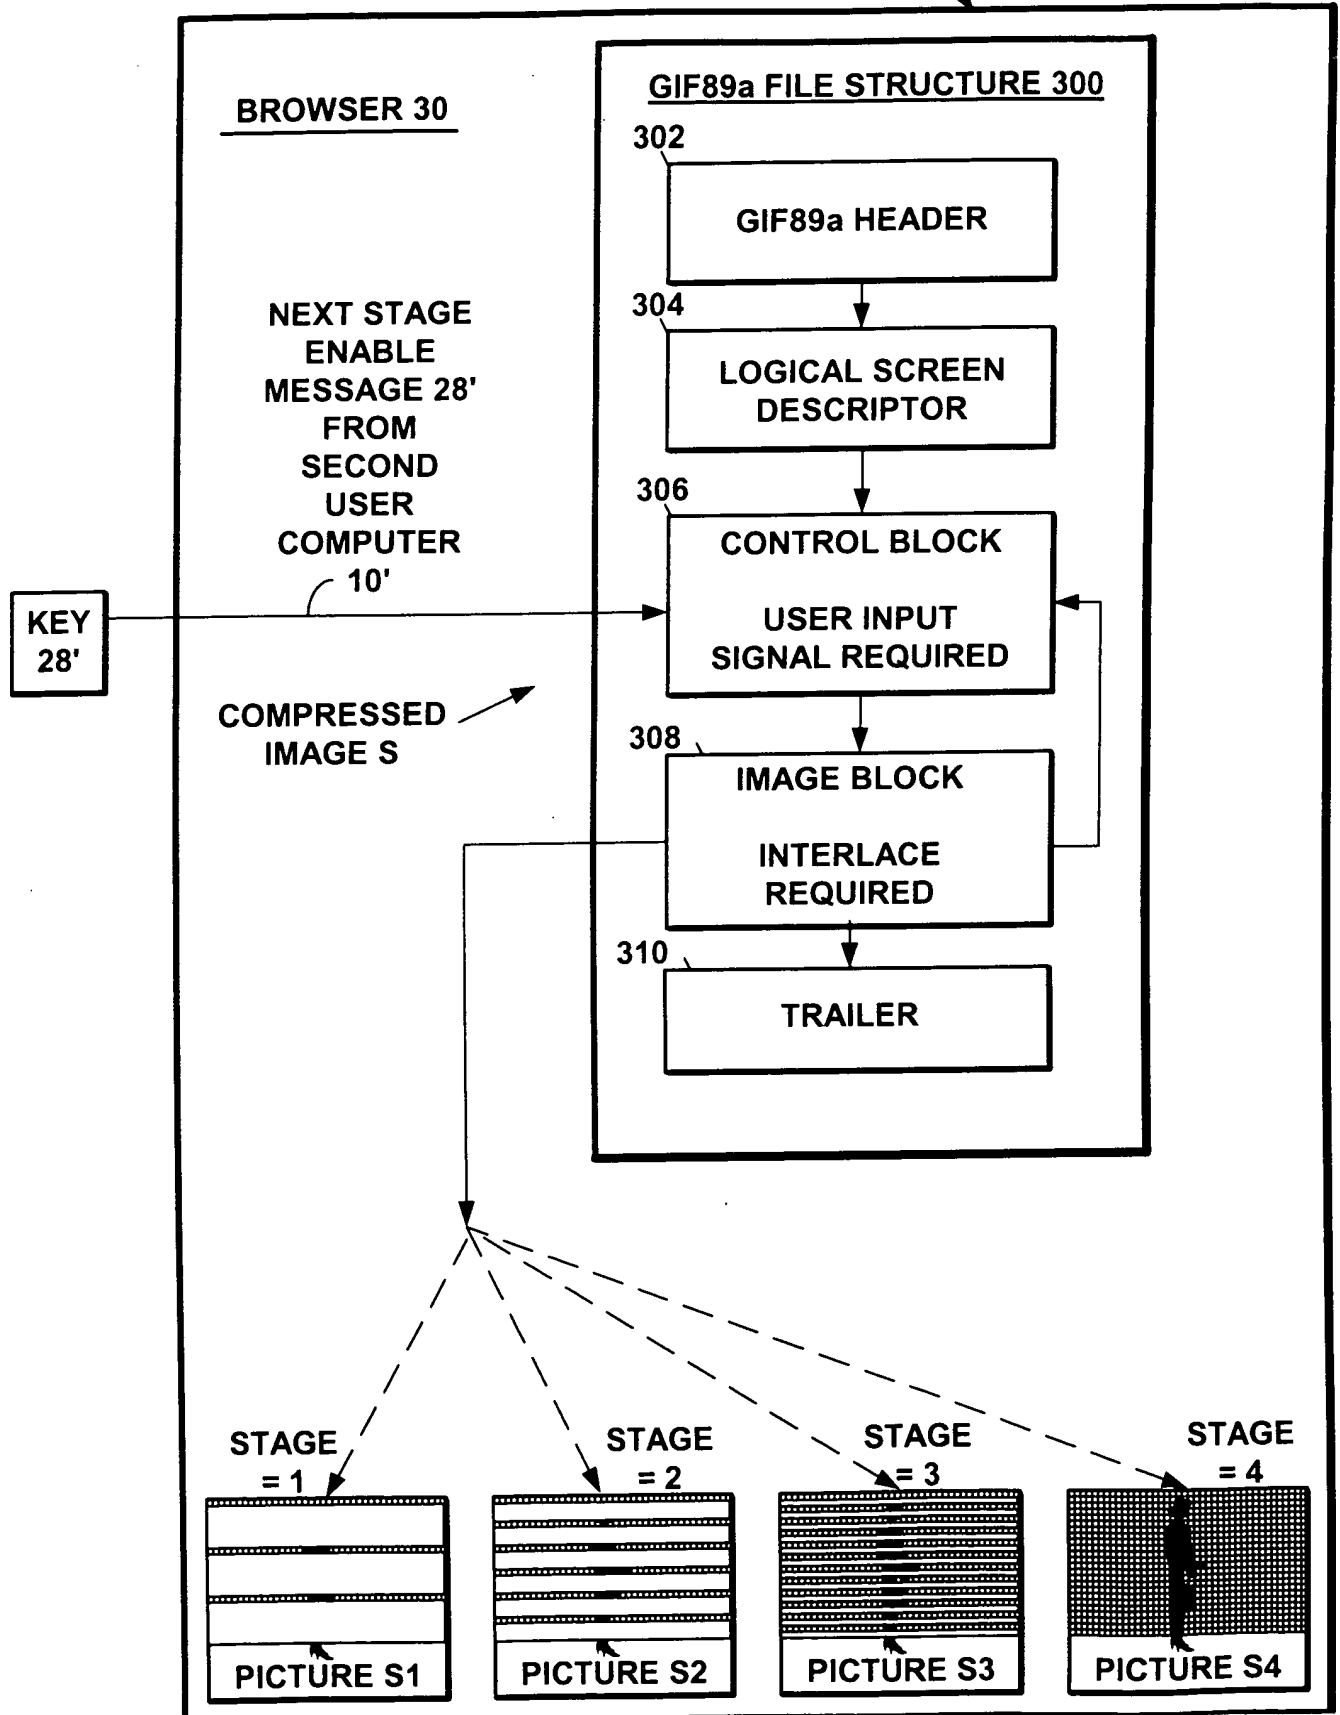 BROWSER 30
GIF89a FILE STRUCTURE 300
302
GIF89a HEADER
304
LOGICAL SCREEN
DESCRIPTOR
NEXT STAGE
ENABLE
MESSAGE 28'
FROM
SECOND
USER
COMPUTER
10'
306
CONTROL BLOCK
USER INPUT
SIGNAL REQUIRED
KEY
28'
COMPRESSED
IMAGE S
308
IMAGE BLOCK
INTERLACE
REQUIRED
310
TRAILER
STAGE
= 1
STAGE
= 2
STAGE
= 3
STAGE
= 4
PICTURE S1
PICTURE S2
PICTURE S3
PICTURE S4